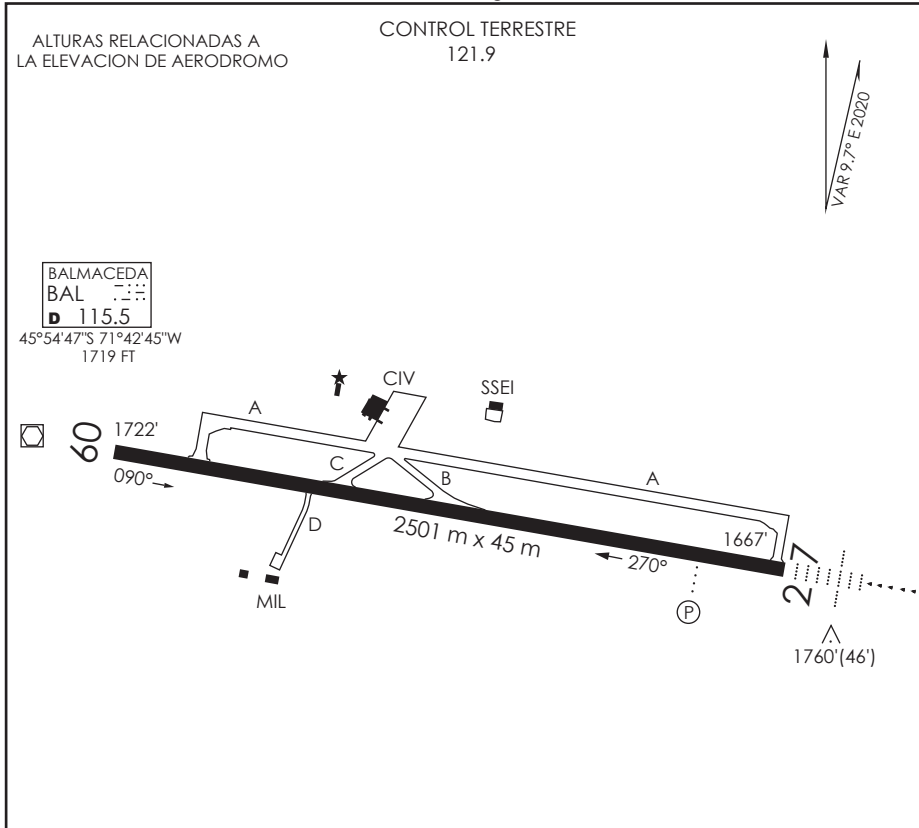 ALTURAS RELACIONADAS A
LA ELEVACION DE AERODROMO
CONTROL TERRESTRE
121.9
VAR 9.7° E 2020
BALMACEDA
BAL
D 115.5
45°54'47"S 71°42'45"W
1719 FT
CIV
SSEI
A
09
1722'
090°
C
B
A
D
2501 m x 45 m
1667'
270°
27
MIL
P
1760'(46')